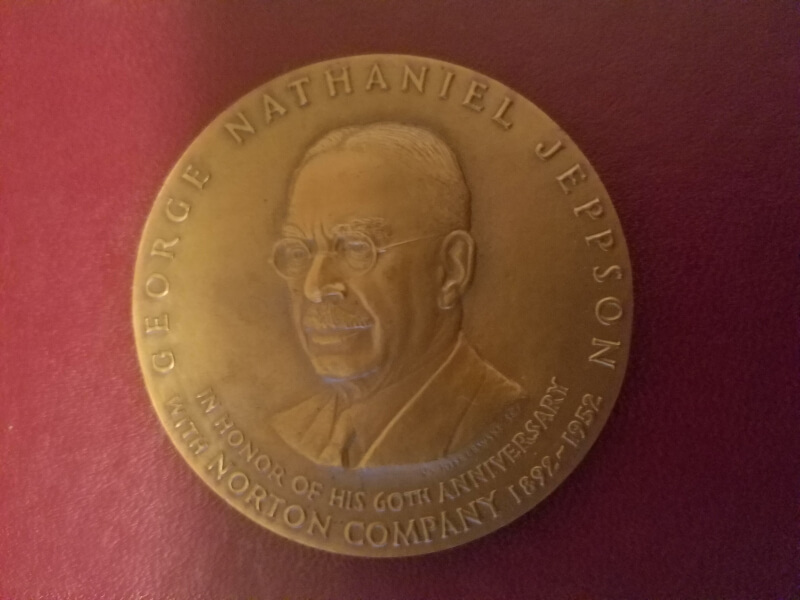 GEORGE NATHANIEL JEPPSON
IN HONOR OF HIS 60TH ANNIVERSARY
WITH NORTON COMPANY 1892-1952